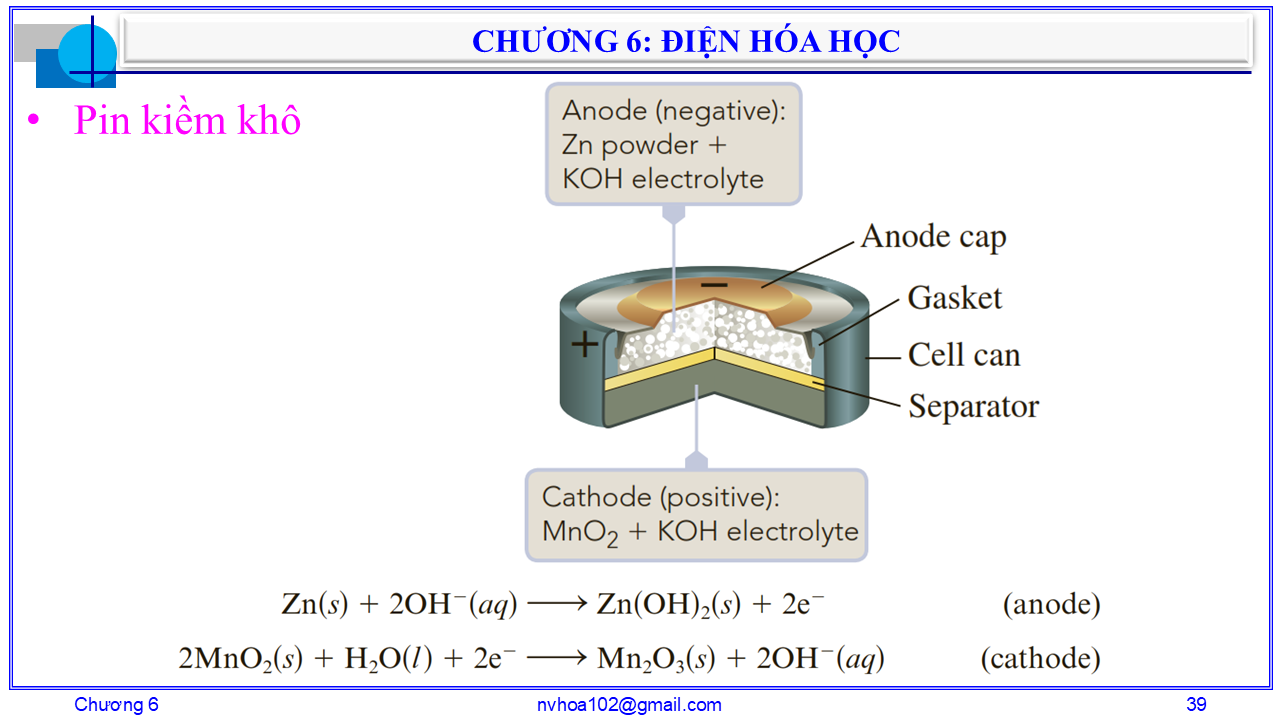 CHƯƠNG 6: ĐIỆN HÓA HỌC
• Pin kiềm khô
Anode (negative):
Zn powder +
KOH electrolyte
Anode cap
Gasket
Cell can
Separator
−
+
Cathode (positive):
MnO₂ + KOH electrolyte
Zn(s) + 2OH⁻(aq) ⟶ Zn(OH)₂(s) + 2e⁻ (anode)
2MnO₂(s) + H₂O(l) + 2e⁻ ⟶ Mn₂O₃(s) + 2OH⁻(aq) (cathode)
Chương 6 nvhoa102@gmail.com 39